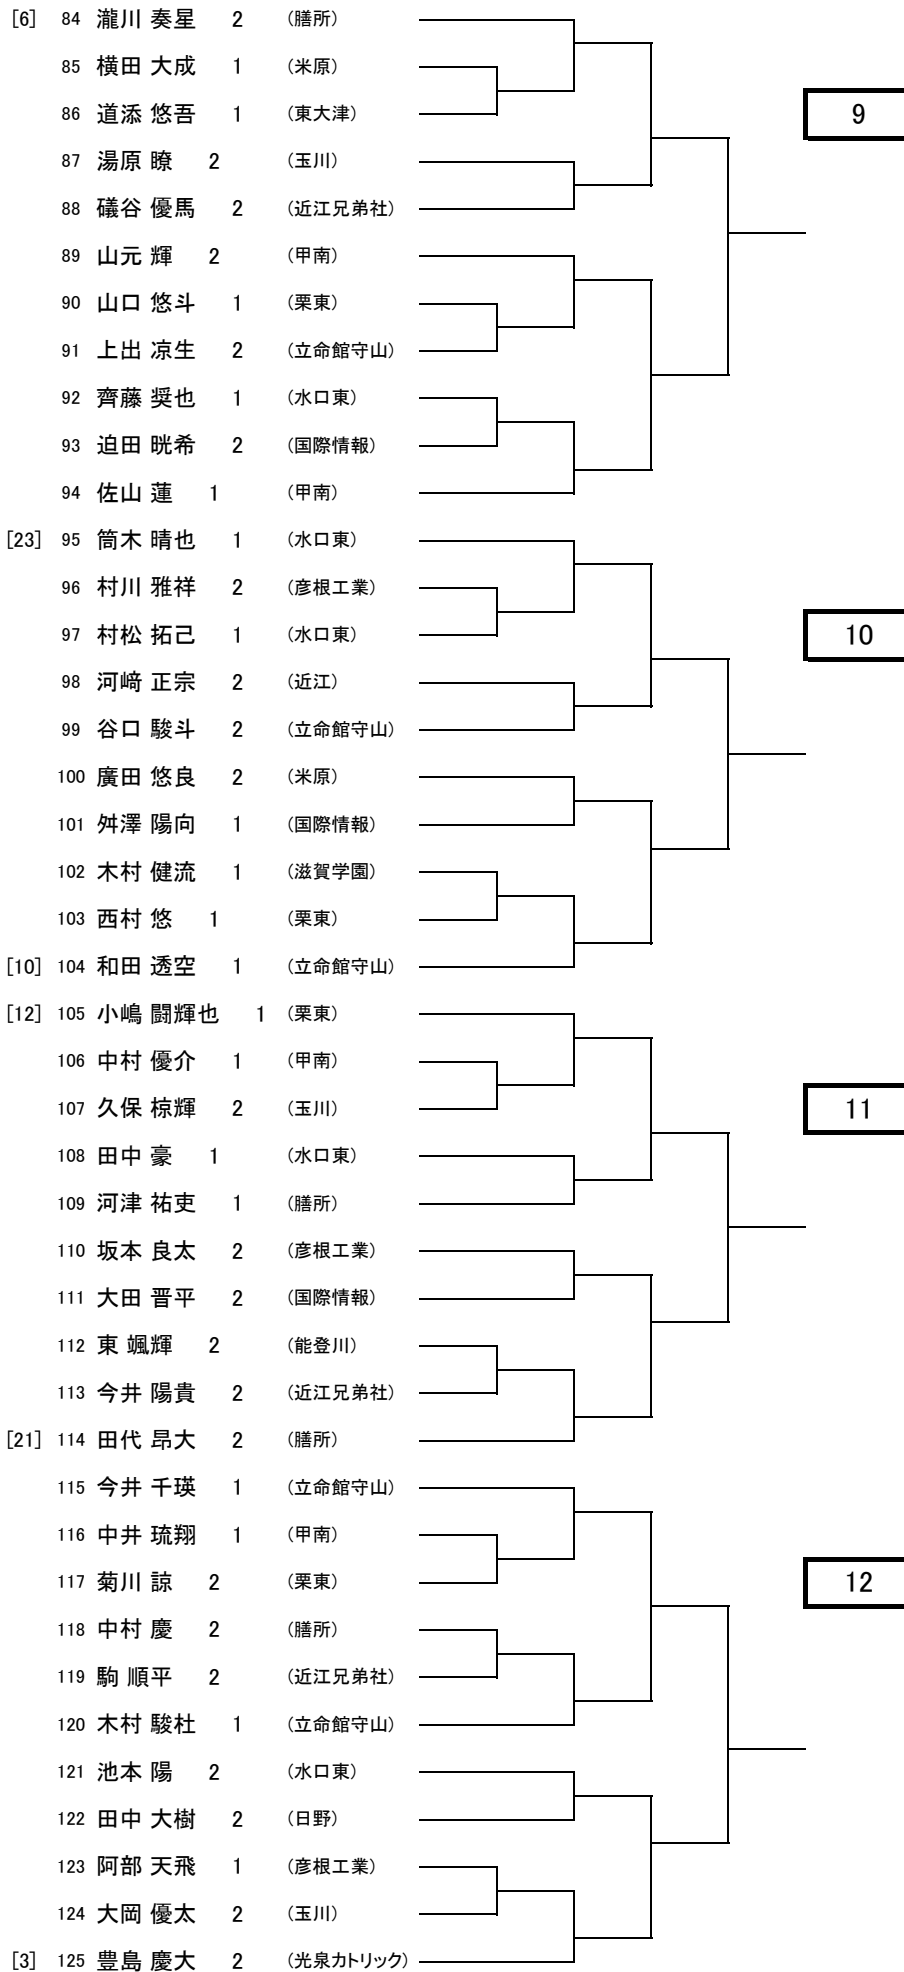 [6] 84 瀧川 奏星 2 (膳所)
85 横田 大成 1 (米原)
86 道添 悠吾 1 (東大津)
9
87 湯原 瞭 2 (玉川)
88 礒谷 優馬 2 (近江兄弟社)
89 山元 輝 2 (甲南)
90 山口 悠斗 1 (栗東)
91 上出 凉生 2 (立命館守山)
92 齊藤 奨也 1 (水口東)
93 迫田 晄希 2 (国際情報)
94 佐山 蓮 1 (甲南)
[23] 95 筒木 晴也 1 (水口東)
96 村川 雅祥 2 (彦根工業)
97 村松 拓己 1 (水口東)
10
98 河﨑 正宗 2 (近江)
99 谷口 駿斗 2 (立命館守山)
100 廣田 悠良 2 (米原)
101 舛澤 陽向 1 (国際情報)
102 木村 健流 1 (滋賀学園)
103 西村 悠 1 (栗東)
[10] 104 和田 透空 1 (立命館守山)
[12] 105 小嶋 闘輝也 1 (栗東)
106 中村 優介 1 (甲南)
107 久保 椋輝 2 (玉川)
11
108 田中 豪 1 (水口東)
109 河津 祐吏 1 (膳所)
110 坂本 良太 2 (彦根工業)
111 大田 晋平 2 (国際情報)
112 東 颯輝 2 (能登川)
113 今井 陽貴 2 (近江兄弟社)
[21] 114 田代 昂大 2 (膳所)
115 今井 千瑛 1 (立命館守山)
116 中井 琉翔 1 (甲南)
117 菊川 諒 2 (栗東)
12
118 中村 慶 2 (膳所)
119 駒 順平 2 (近江兄弟社)
120 木村 駿杜 1 (立命館守山)
121 池本 陽 2 (水口東)
122 田中 大樹 2 (日野)
123 阿部 天飛 1 (彦根工業)
124 大岡 優太 2 (玉川)
[3] 125 豊島 慶大 2 (光泉カトリック)